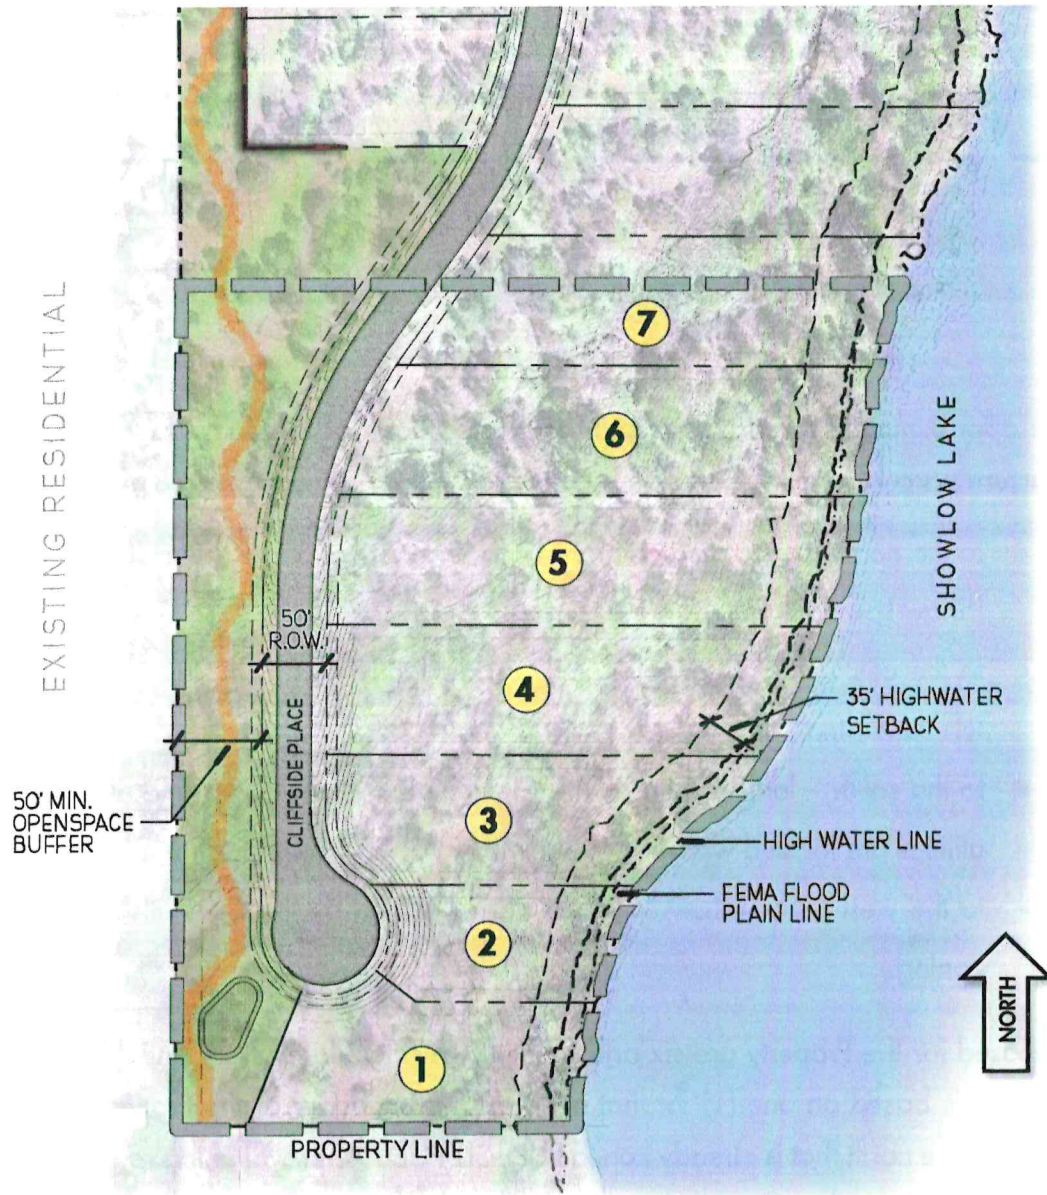 EXISTING RESIDENTIAL
7
6
5
4
3
2
1
50'
R.O.W.
CLIFFSIDE PLACE
SHOWLOW LAKE
35' HIGHWATER
SETBACK
50' MIN.
OPENSPACE
BUFFER
HIGH WATER LINE
FEMA FLOOD
PLAIN LINE
NORTH
PROPERTY LINE